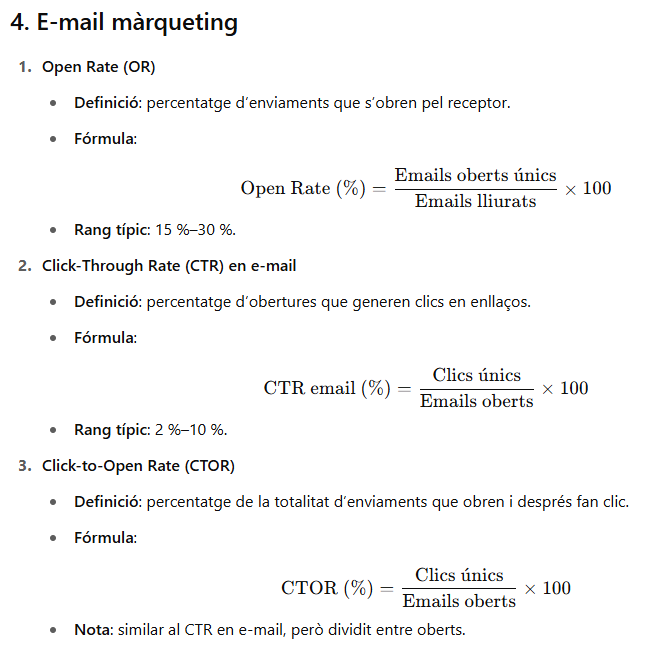 4. E-mail màrqueting
1. Open Rate (OR)
• Definició: percentatge d’enviaments que s’obren pel receptor.
• Fórmula:
Open Rate (%) = Emails oberts únics / Emails lliurats × 100
• Rang típic: 15 %–30 %.
2. Click-Through Rate (CTR) en e-mail
• Definició: percentatge d’obertures que generen clics en enllaços.
• Fórmula:
CTR email (%) = Clics únics / Emails oberts × 100
• Rang típic: 2 %–10 %.
3. Click-to-Open Rate (CTOR)
• Definició: percentatge de la totalitat d’enviaments que obren i després fan clic.
• Fórmula:
CTOR (%) = Clics únics / Emails oberts × 100
• Nota: similar al CTR en e-mail, però dividit entre oberts.